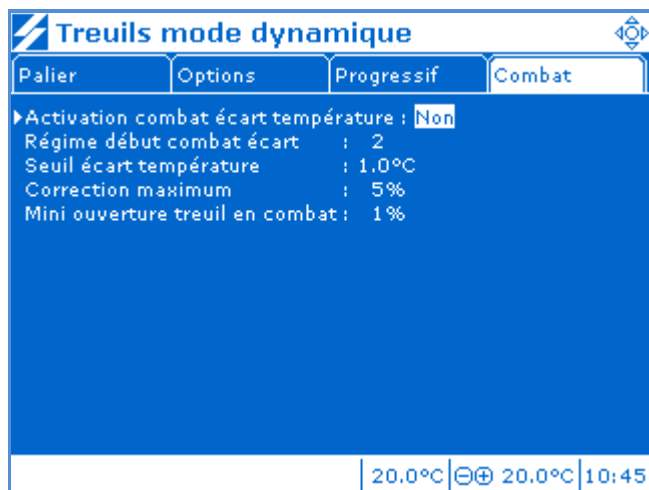 Treuils mode dynamique
Palier Options Progressif Combat
Activation combat écart température : Non
Régime début combat écart : 2
Seuil écart température : 1.0°C
Correction maximum : 5%
Mini ouverture treuil en combat : 1%
20.0°C 20.0°C 10:45